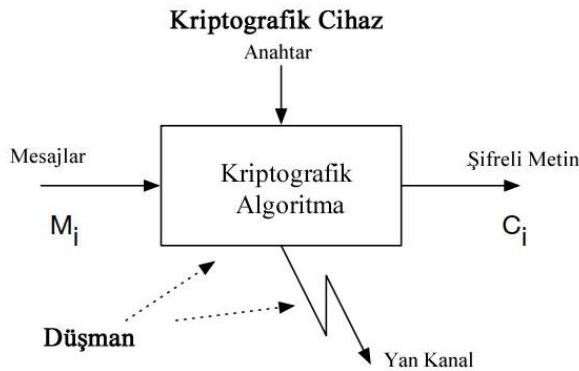 Kriptografik Cihaz
Anahtar
Mesajlar
Kriptografik
Algoritma
Şifreli Metin
Mi
Ci
Düşman
Yan Kanal